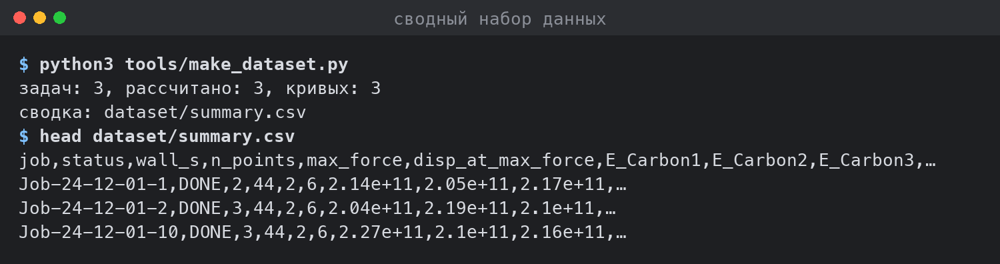 сводный набор данных
$ python3 tools/make_dataset.py
задач: 3, рассчитано: 3, кривых: 3
сводка: dataset/summary.csv
$ head dataset/summary.csv
job,status,wall_s,n_points,max_force,disp_at_max_force,E_Carbon1,E_Carbon2,E_Carbon3,…
Job-24-12-01-1,DONE,2,44,2,6,2.14e+11,2.05e+11,2.17e+11,…
Job-24-12-01-2,DONE,3,44,2,6,2.04e+11,2.19e+11,2.1e+11,…
Job-24-12-01-10,DONE,3,44,2,6,2.27e+11,2.1e+11,2.16e+11,…